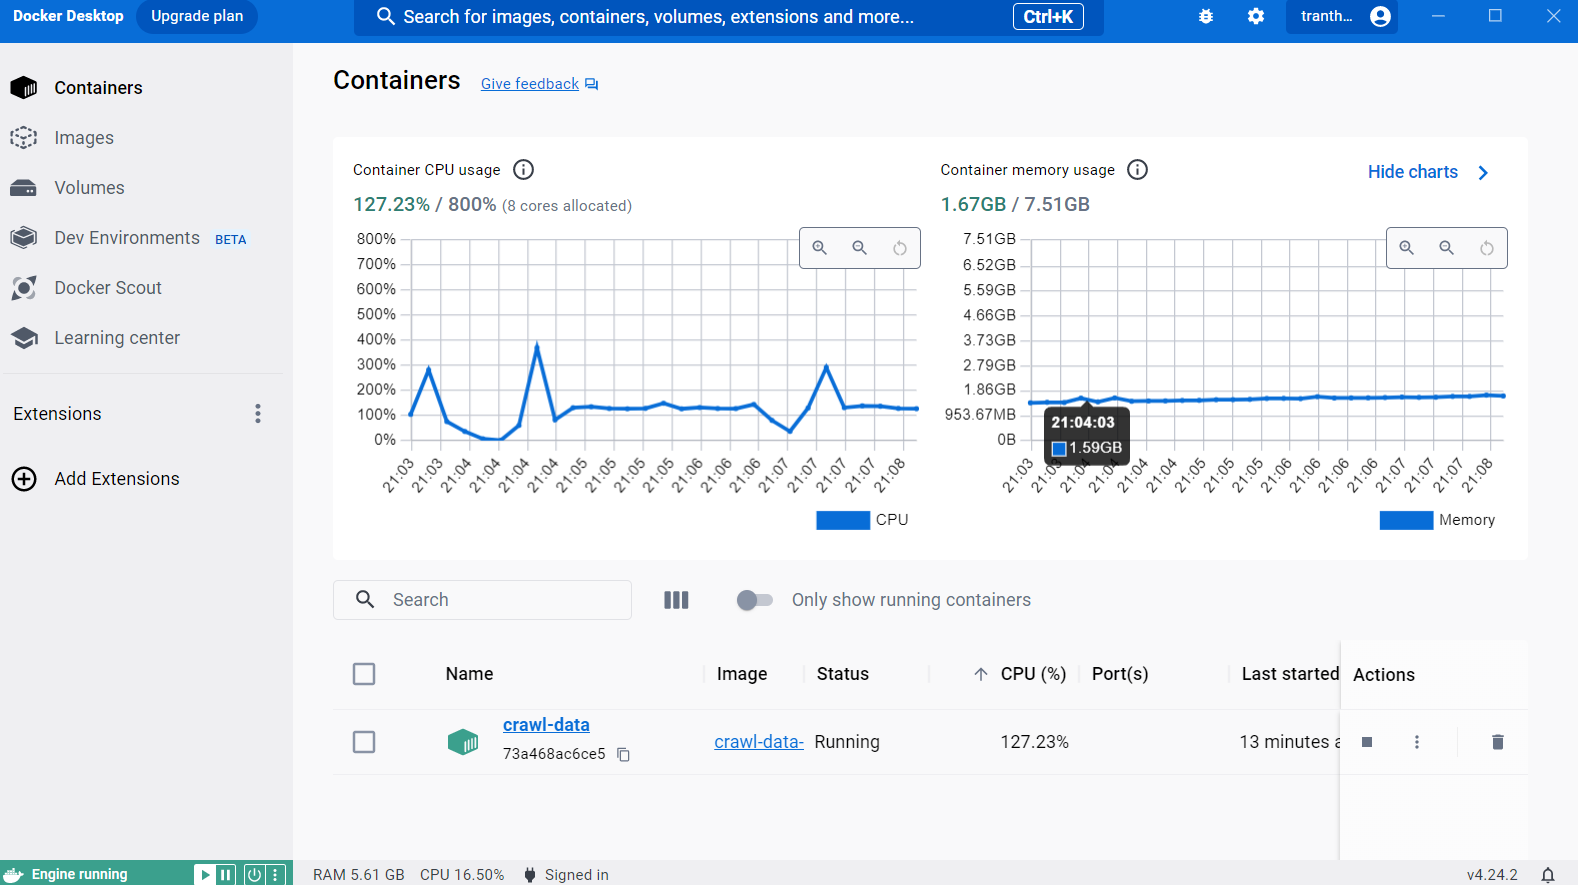 Docker Desktop
Upgrade plan
Search for images, containers, volumes, extensions and more...
Ctrl+K
tranth...
Containers
Images
Volumes
Dev Environments BETA
Docker Scout
Learning center
Extensions
Add Extensions
Containers
Give feedback
Container CPU usage
127.23% / 800% (8 cores allocated)
800%
700%
600%
500%
400%
300%
200%
100%
0%
21:03
21:03
21:04
21:04
21:04
21:04
21:05
21:05
21:05
21:05
21:06
21:06
21:06
21:07
21:07
21:07
21:07
21:08
CPU
Container memory usage
Hide charts
1.67GB / 7.51GB
7.51GB
6.52GB
5.59GB
4.66GB
3.73GB
2.79GB
1.86GB
953.67MB
0B
21:04:03
1.59GB
21:03
21:03
21:04
21:04
21:04
21:04
21:05
21:05
21:05
21:06
21:06
21:06
21:06
21:07
21:07
21:07
21:08
Memory
Search
Only show running containers
Name
Image
Status
CPU (%)
Port(s)
Last started
Actions
crawl-data
73a468ac6ce5
crawl-data-
Running
127.23%
13 minutes a
Engine running
RAM 5.61 GB
CPU 16.50%
Signed in
v4.24.2